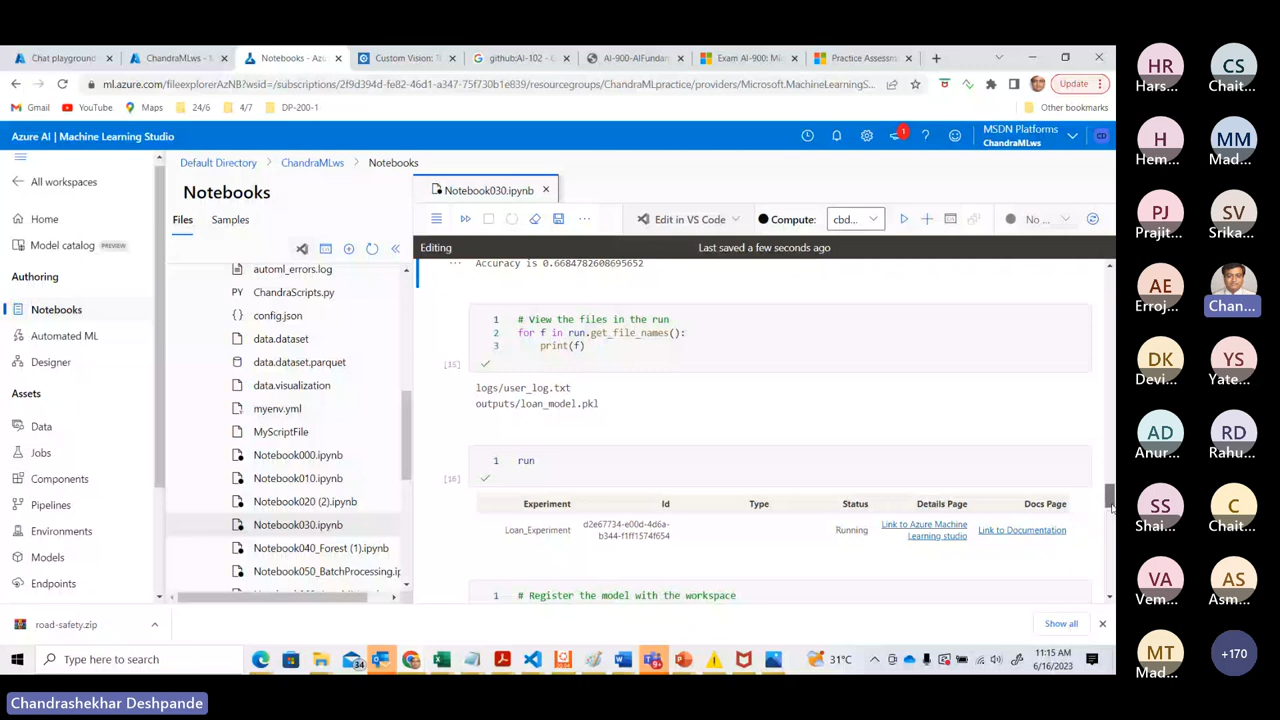 Chat playground
ChandraMLws - 
Notebooks - Az
Custom Vision: T
github:AI-102 - 
AI-900-AIFundam
Exam AI-900: Mi
Practice Assessm
ml.azure.com/fileexplorerAzNB?wsid=/subscriptions/2f9d394d-fe82-46d1-a347-75f730b1e839/resourcegroups/ChandraMLpractice/providers/Microsoft.MachineLearningS...
Update
Gmail
YouTube
Maps
24/6
4/7
DP-200-1
Other bookmarks
Azure AI | Machine Learning Studio
1
MSDN Platforms
ChandraMLws
CD
All workspaces
Home
Model catalog PREVIEW
Authoring
Notebooks
Automated ML
Designer
Assets
Data
Jobs
Components
Pipelines
Environments
Models
Endpoints
Default Directory > ChandraMLws > Notebooks
Notebooks
Files
Samples
automl_errors.log
PY ChandraScripts.py
config.json
data.dataset
data.dataset.parquet
data.visualization
myenv.yml
MyScriptFile
Notebook000.ipynb
Notebook010.ipynb
Notebook020 (2).ipynb
Notebook030.ipynb
Notebook040_Forest (1).ipynb
Notebook050_BatchProcessing.ip
Notebook030.ipynb
Edit in VS Code
Compute:
cbd...
No ...
Editing
Last saved a few seconds ago
... Accuracy is 0.6684782608695652
1 # View the files in the run
2 for f in run.get_file_names():
3 print(f)
[15]
logs/user_log.txt
outputs/loan_model.pkl
1 run
[16]
Experiment Id Type Status Details Page Docs Page
Loan_Experiment d2e67734-e00d-4d6a-b344-f1ff1574f654 Running Link to Azure Machine Learning studio Link to Documentation
1 # Register the model with the workspace
road-safety.zip
Show all
Type here to search
34
31°C
11:15 AM
6/16/2023
HR
Hars...
CS
Chait...
H
Hem...
MM
Mad...
PJ
Prajit...
SV
Srika...
AE
Erroj...
Chan...
DK
Devi...
YS
Yate...
AD
Anur...
RD
Rahu...
SS
Shai...
C
Chait...
VA
Vem...
AS
Asm...
MT
Mad...
+170
Chandrashekhar Deshpande